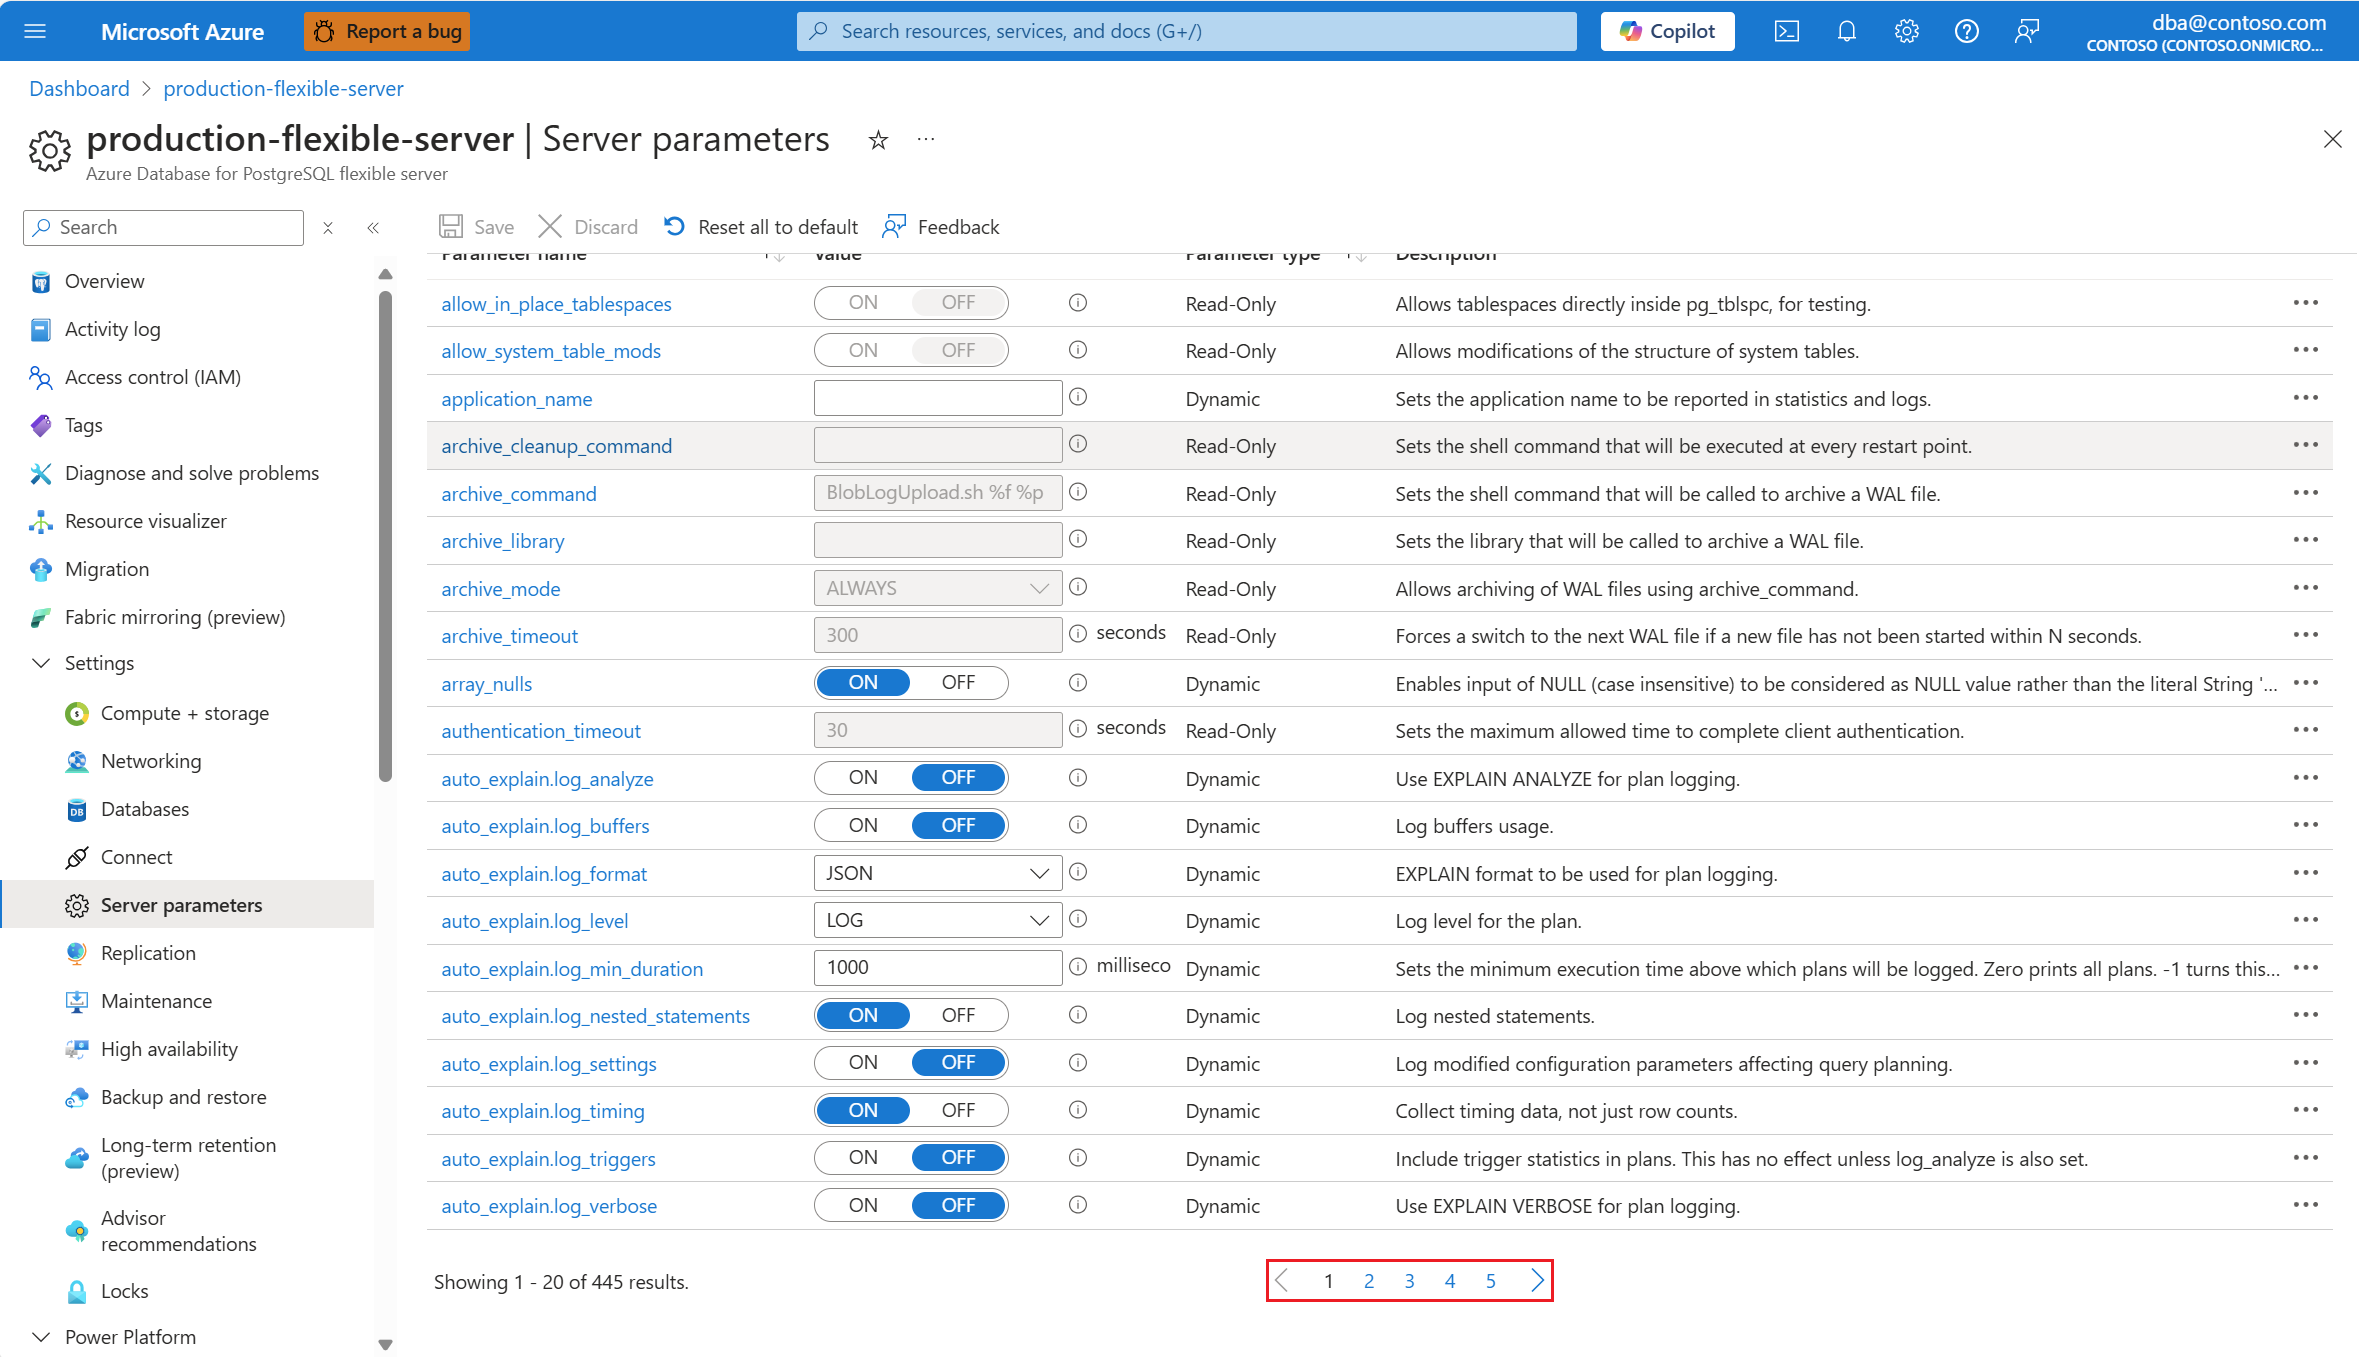 Microsoft Azure
Report a bug
Search resources, services, and docs (G+/)
Copilot
dba@contoso.com
CONTOSO (CONTOSO.ONMICRO...
Dashboard > production-flexible-server
production-flexible-server | Server parameters
Azure Database for PostgreSQL flexible server
Search
Save
Discard
Reset all to default
Feedback
Overview
Activity log
Access control (IAM)
Tags
Diagnose and solve problems
Resource visualizer
Migration
Fabric mirroring (preview)
Settings
Compute + storage
Networking
Databases
Connect
Server parameters
Replication
Maintenance
High availability
Backup and restore
Long-term retention
(preview)
Advisor
recommendations
Locks
Power Platform
Parameter name Value Parameter type Description
allow_in_place_tablespaces ON OFF Read-Only Allows tablespaces directly inside pg_tblspc, for testing.
allow_system_table_mods ON OFF Read-Only Allows modifications of the structure of system tables.
application_name Dynamic Sets the application name to be reported in statistics and logs.
archive_cleanup_command Read-Only Sets the shell command that will be executed at every restart point.
archive_command BlobLogUpload.sh %f %p Read-Only Sets the shell command that will be called to archive a WAL file.
archive_library Read-Only Sets the library that will be called to archive a WAL file.
archive_mode ALWAYS Read-Only Allows archiving of WAL files using archive_command.
archive_timeout 300 seconds Read-Only Forces a switch to the next WAL file if a new file has not been started within N seconds.
array_nulls ON OFF Dynamic Enables input of NULL (case insensitive) to be considered as NULL value rather than the literal String '...
authentication_timeout 30 seconds Read-Only Sets the maximum allowed time to complete client authentication.
auto_explain.log_analyze ON OFF Dynamic Use EXPLAIN ANALYZE for plan logging.
auto_explain.log_buffers ON OFF Dynamic Log buffers usage.
auto_explain.log_format JSON Dynamic EXPLAIN format to be used for plan logging.
auto_explain.log_level LOG Dynamic Log level for the plan.
auto_explain.log_min_duration 1000 milliseco Dynamic Sets the minimum execution time above which plans will be logged. Zero prints all plans. -1 turns this...
auto_explain.log_nested_statements ON OFF Dynamic Log nested statements.
auto_explain.log_settings ON OFF Dynamic Log modified configuration parameters affecting query planning.
auto_explain.log_timing ON OFF Dynamic Collect timing data, not just row counts.
auto_explain.log_triggers ON OFF Dynamic Include trigger statistics in plans. This has no effect unless log_analyze is also set.
auto_explain.log_verbose ON OFF Dynamic Use EXPLAIN VERBOSE for plan logging.
Showing 1 - 20 of 445 results.
1 2 3 4 5